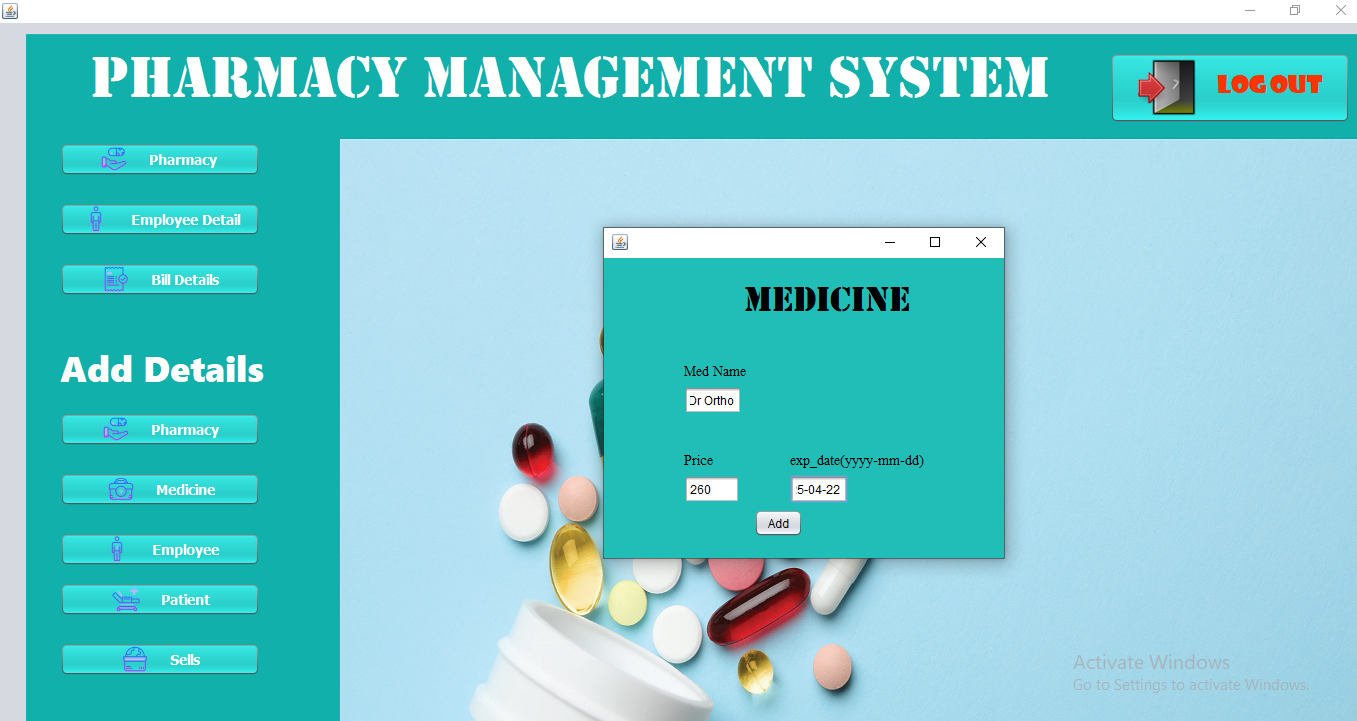 PHARMACY MANAGEMENT SYSTEM
LOG OUT
Pharmacy
Employee Detail
Bill Details
Add Details
Pharmacy
Medicine
Employee
Patient
Sells
MEDICINE
Med Name
Dr Ortho
Price
exp_date(yyyy-mm-dd)
260
5-04-22
Add
Activate Windows
Go to Settings to activate Windows.